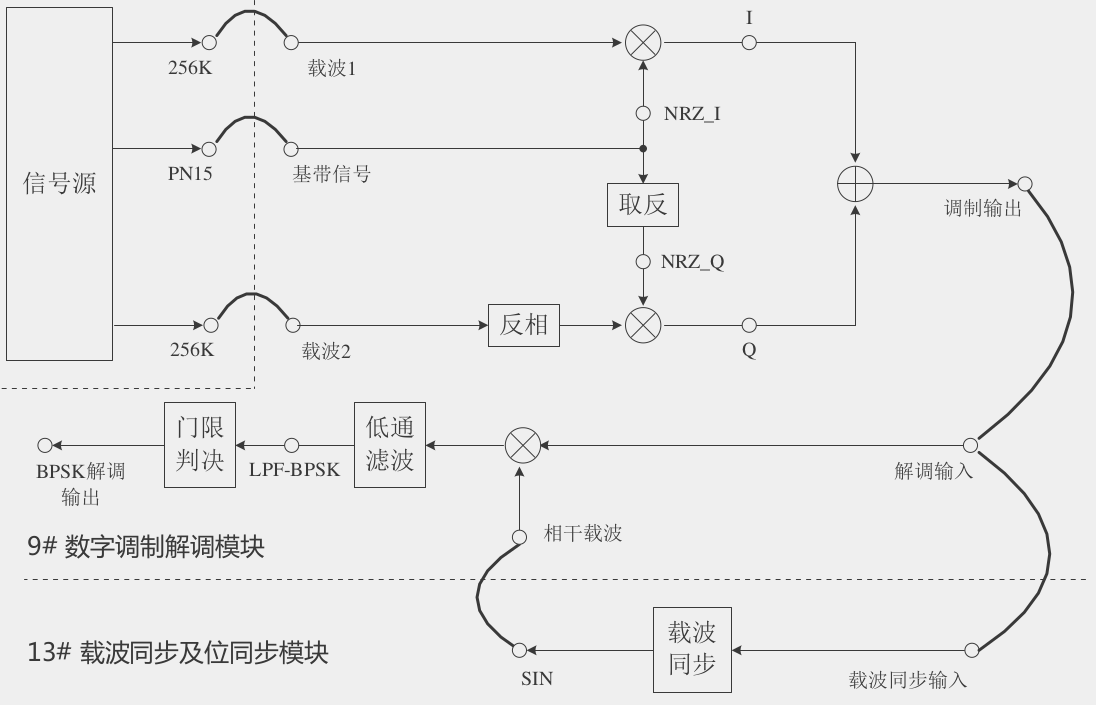 I
256K
载波1
NRZ_I
信号源
PN15
基带信号
取反
调制输出
NRZ_Q
反相
256K
载波2
Q
门限
判决
低通
滤波
BPSK解调
输出
LPF-BPSK
解调输入
相干载波
9# 数字调制解调模块
13# 载波同步及位同步模块
载波
同步
SIN
载波同步输入